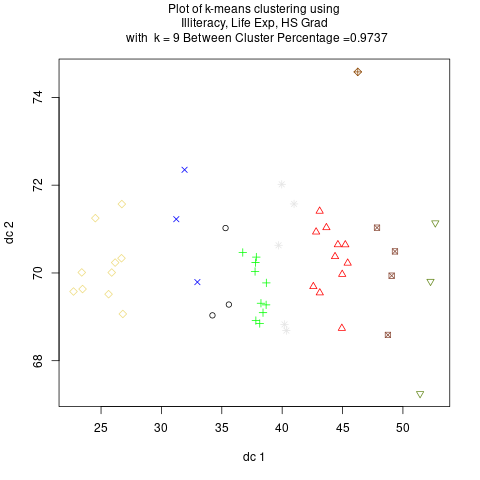 Plot of k-means clustering using
Illiteracy, Life Exp, HS Grad
with  k = 9 Between Cluster Percentage =0.9737
74
72
70
68
dc 2
25
30
35
40
45
50
dc 1